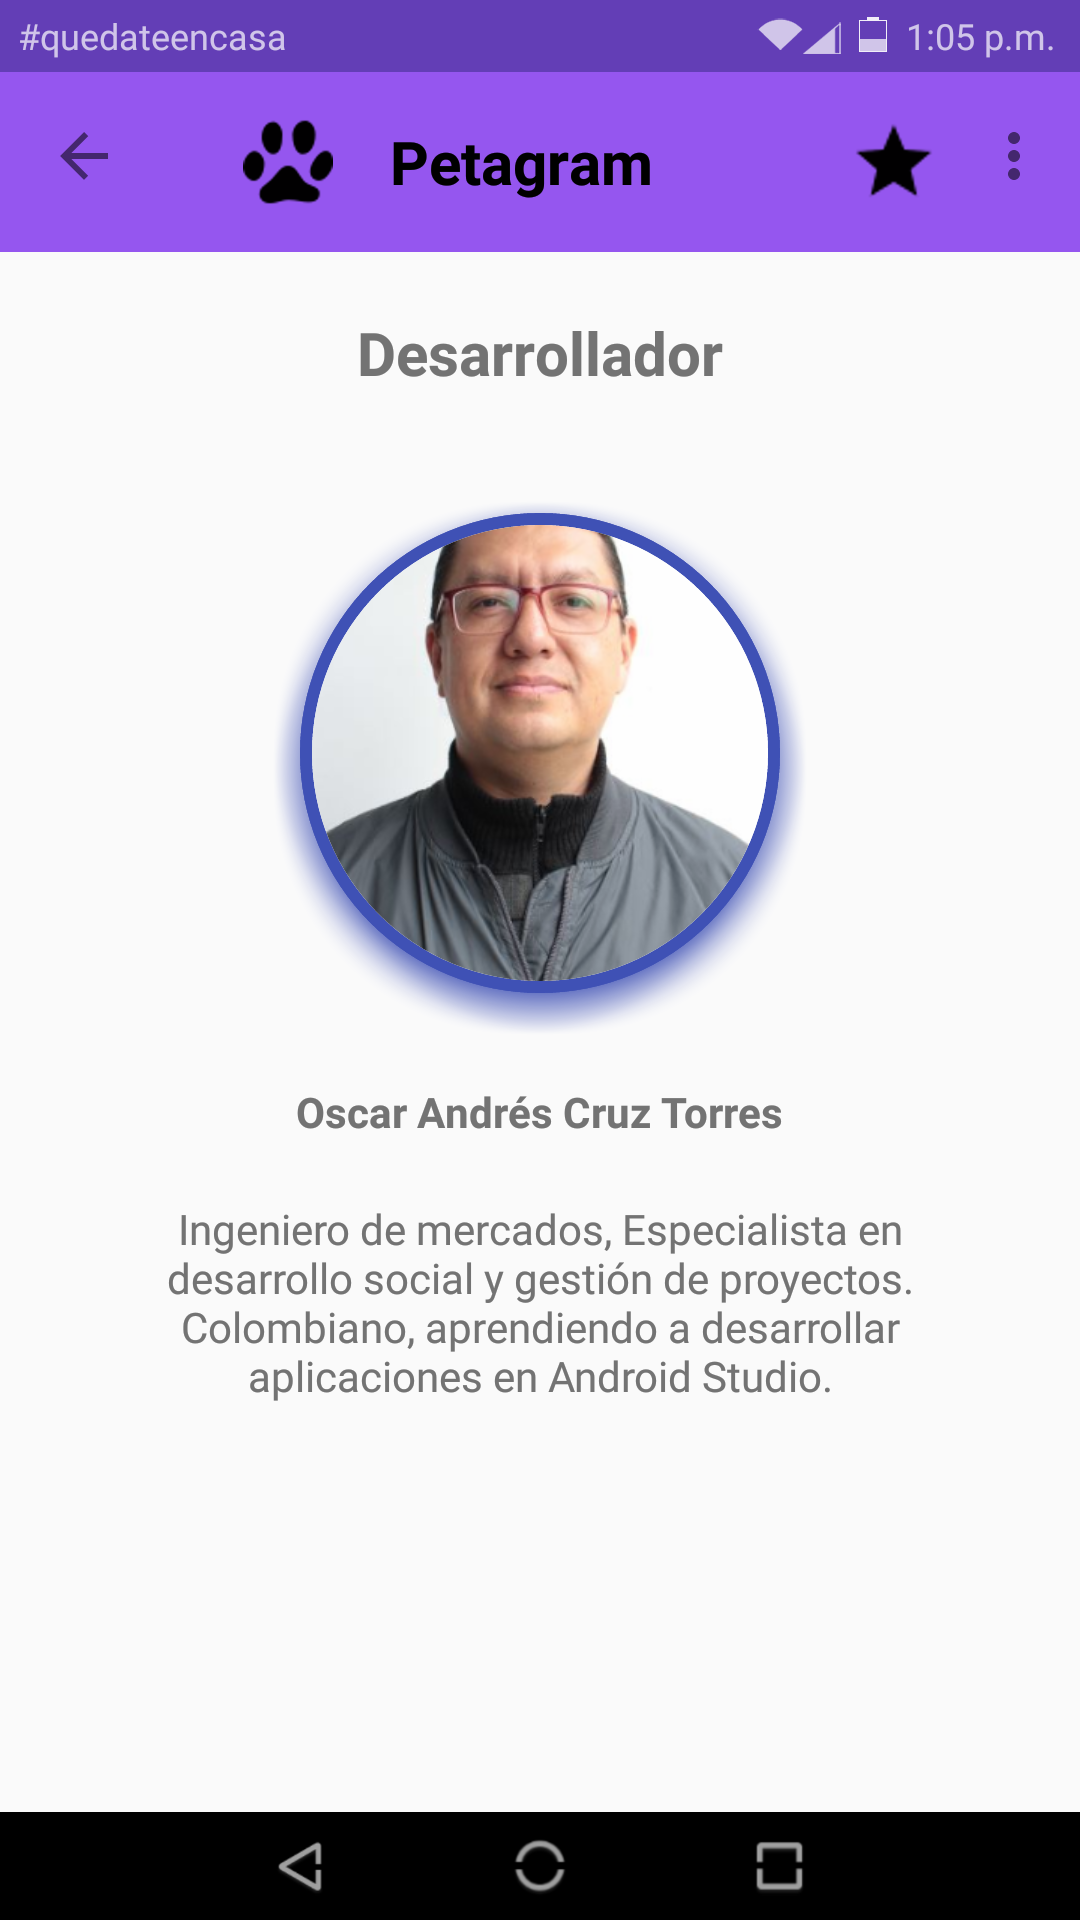 #quedateencasa 1:05 p.m.
Petagram
Desarrollador
Oscar Andrés Cruz Torres
Ingeniero de mercados, Especialista en
desarrollo social y gestión de proyectos.
Colombiano, aprendiendo a desarrollar
aplicaciones en Android Studio.